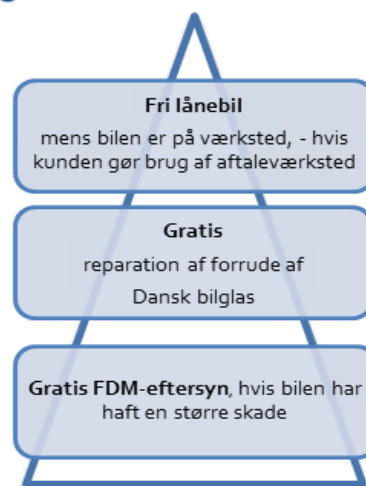 Fri lånebil
mens bilen er på værksted, - hvis
kunden gør brug af aftaleværksted
Gratis
reparation af forrude af
Dansk bilglas
Gratis FDM-eftersyn, hvis bilen har
haft en større skade